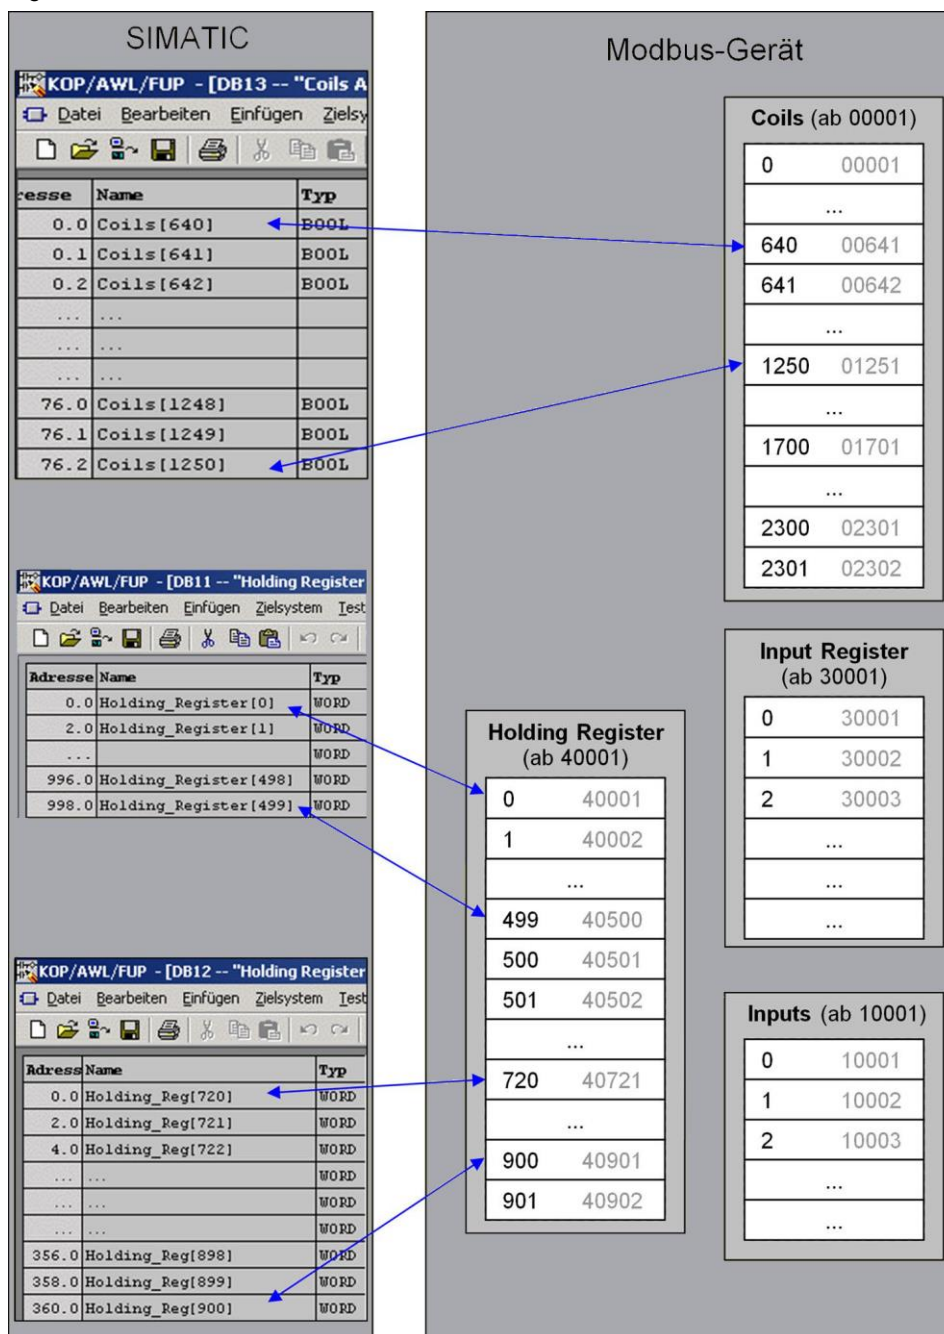 SIMATIC
KOP/AWL/FUP - [DB13 -- "Coils A
Datei Bearbeiten Einfügen Zielsy
resse Name Typ
0.0 Coils[640] BOOL
0.1 Coils[641] BOOL
0.2 Coils[642] BOOL
... ...
... ...
... ...
76.0 Coils[1248] BOOL
76.1 Coils[1249] BOOL
76.2 Coils[1250] BOOL
KOP/AWL/FUP - [DB11 -- "Holding Register
Datei Bearbeiten Einfügen Zielsystem Test
Adresse Name Typ
0.0 Holding_Register[0] WORD
2.0 Holding_Register[1] WORD
... WORD
996.0 Holding_Register[498] WORD
998.0 Holding_Register[499] WORD
KOP/AWL/FUP - [DB12 -- "Holding Register
Datei Bearbeiten Einfügen Zielsystem Test
Adress Name Typ
0.0 Holding_Reg[720] WORD
2.0 Holding_Reg[721] WORD
4.0 Holding_Reg[722] WORD
... ... WORD
... ... WORD
... ... WORD
356.0 Holding_Reg[898] WORD
358.0 Holding_Reg[899] WORD
360.0 Holding_Reg[900] WORD
Modbus-Gerät
Coils (ab 00001)
0 00001
...
640 00641
641 00642
...
1250 01251
...
1700 01701
...
2300 02301
2301 02302
Holding Register
(ab 40001)
0 40001
1 40002
...
499 40500
500 40501
501 40502
...
720 40721
...
900 40901
901 40902
Input Register
(ab 30001)
0 30001
1 30002
2 30003
...
...
...
Inputs (ab 10001)
0 10001
1 10002
2 10003
...
...